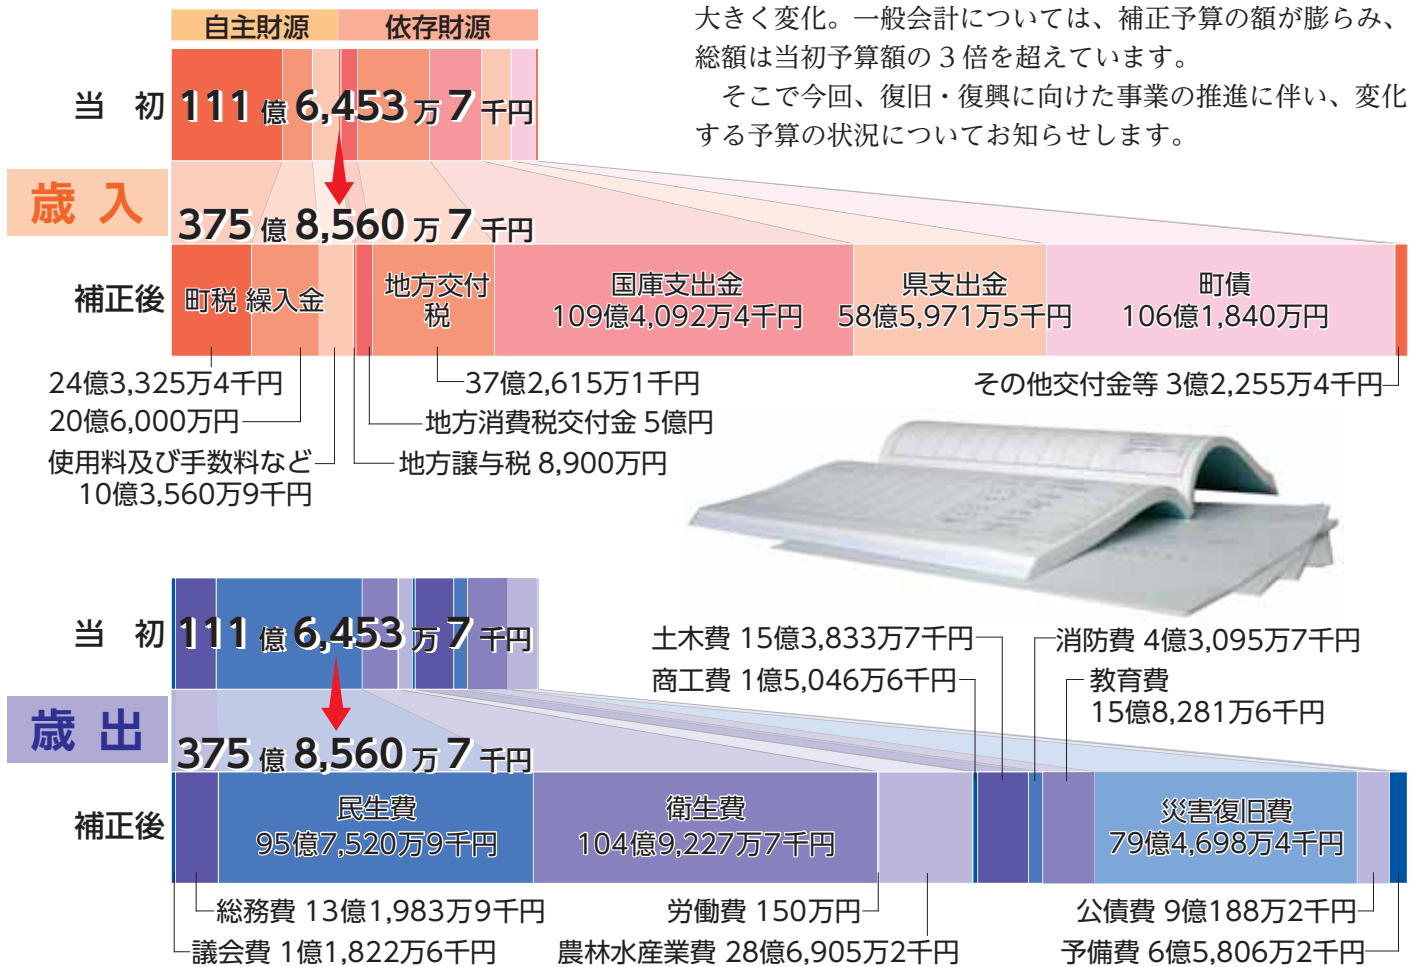 大きく変化。一般会計については、補正予算の額が膨らみ、
総額は当初予算額の3倍を超えています。
そこで今回、復旧・復興に向けた事業の推進に伴い、変化
する予算の状況についてお知らせします。
自主財源 依存財源
当 初 111億6,453万7千円
歳 入
375億8,560万7千円
補正後 町税 繰入金
地方交付
税
国庫支出金
109億4,092万4千円
県支出金
58億5,971万5千円
町債
106億1,840万円
24億3,325万4千円
20億6,000万円
使用料及び手数料など
10億3,560万9千円
37億2,615万1千円
地方消費税交付金 5億円
地方譲与税 8,900万円
その他交付金等 3億2,255万4千円
当 初 111億6,453万7千円
歳 出
375億8,560万7千円
土木費 15億3,833万7千円
商工費 1億5,046万6千円
消防費 4億3,095万7千円
教育費
15億8,281万6千円
補正後
民生費
95億7,520万9千円
衛生費
104億9,227万7千円
災害復旧費
79億4,698万4千円
総務費 13億1,983万9千円
労働費 150万円
公債費 9億188万2千円
議会費 1億1,822万6千円
農林水産業費 28億6,905万2千円
予備費 6億5,806万2千円